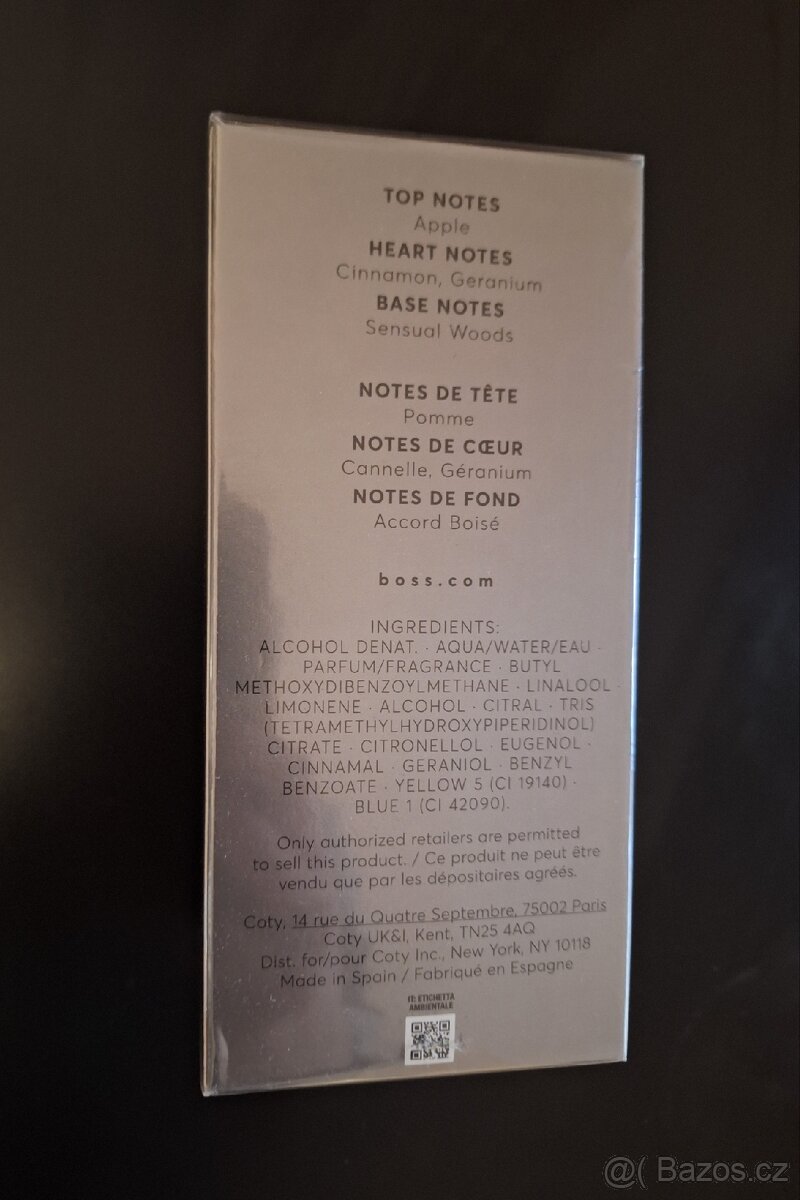 TOP NOTES
Apple
HEART NOTES
Cinnamon, Geranium
BASE NOTES
Sensual Woods
NOTES DE TÊTE
Pomme
NOTES DE CŒUR
Cannelle, Géranium
NOTES DE FOND
Accord Boisé
boss.com
INGREDIENTS:
ALCOHOL DENAT. · AQUA/WATER/EAU ·
PARFUM/FRAGRANCE · BUTYL
METHOXYDIBENZOYLMETHANE · LINALOOL ·
LIMONENE · ALCOHOL · CITRAL · TRIS
(TETRAMETHYLHYDROXYPIPERIDINOL)
CITRATE · CITRONELLOL · EUGENOL ·
CINNAMAL · GERANIOL · BENZYL
BENZOATE · YELLOW 5 (CI 19140) ·
BLUE 1 (CI 42090).
Only authorized retailers are permitted
to sell this product. / Ce produit ne peut être
vendu que par les dépositaires agréés.
Coty, 14 rue du Quatre Septembre, 75002 Paris
Coty UK&I, Kent, TN25 4AQ
Dist. for/pour Coty Inc., New York, NY 10118
Made in Spain / Fabriqué en Espagne
IT: ETICHETTA
AMBIENTALE
@( Bazoš.cz